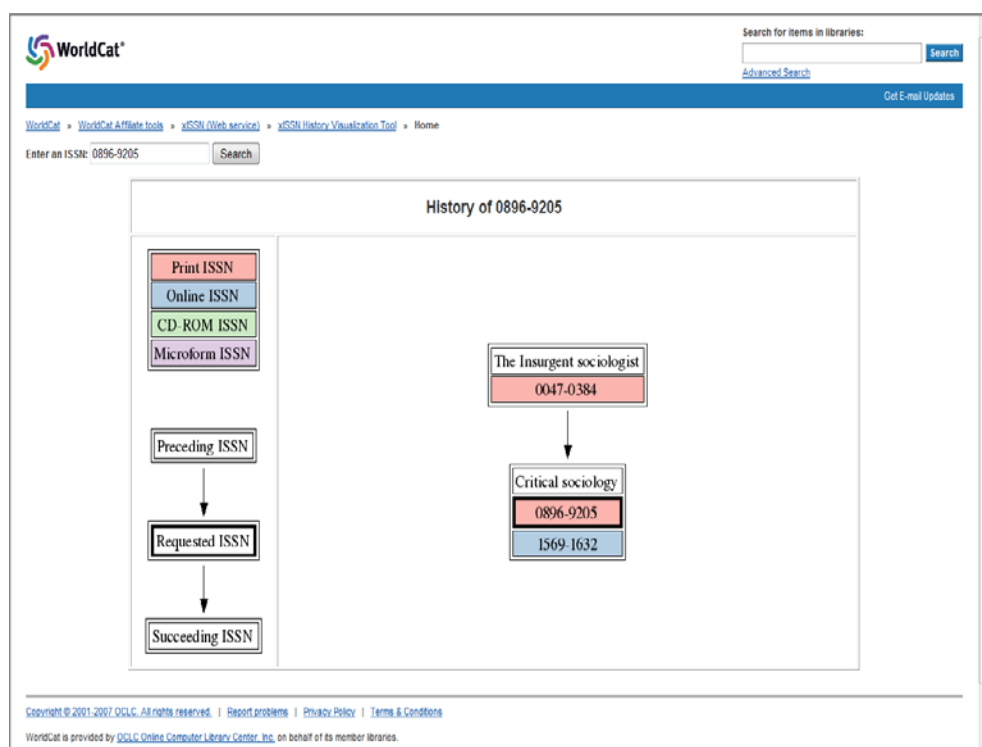 Search for items in libraries:
WorldCat®
Search
Advanced Search
Get E-mail Updates
WorldCat » WorldCat Affiliate tools » xISSN (Web service) » xISSN History Visualization Tool » Home
Enter an ISSN: 0896-9205 Search
History of 0896-9205
Print ISSN
Online ISSN
CD-ROM ISSN
Microform ISSN
Preceding ISSN
Requested ISSN
Succeeding ISSN
The Insurgent sociologist
0047-0384
Critical sociology
0896-9205
1569-1632
Copyright © 2001-2007 OCLC. All rights reserved. | Report problems | Privacy Policy | Terms & Conditions
WorldCat is provided by OCLC Online Computer Library Center, Inc. on behalf of its member libraries.